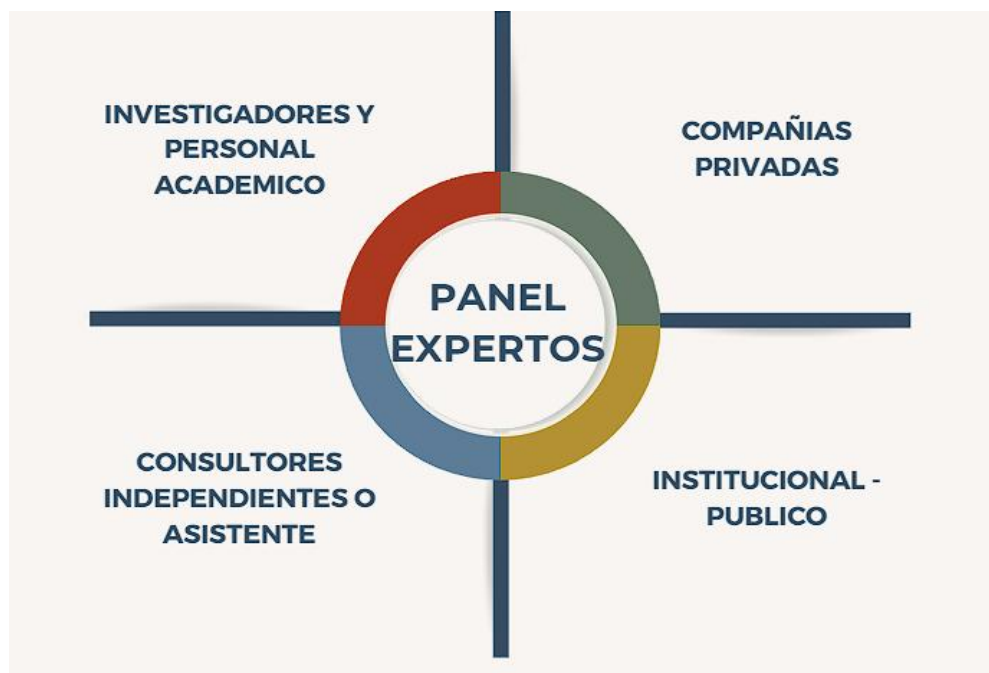 INVESTIGADORES Y
PERSONAL
ACADEMICO
COMPAÑIAS
PRIVADAS
PANEL
EXPERTOS
CONSULTORES
INDEPENDIENTES O
ASISTENTE
INSTITUCIONAL -
PUBLICO